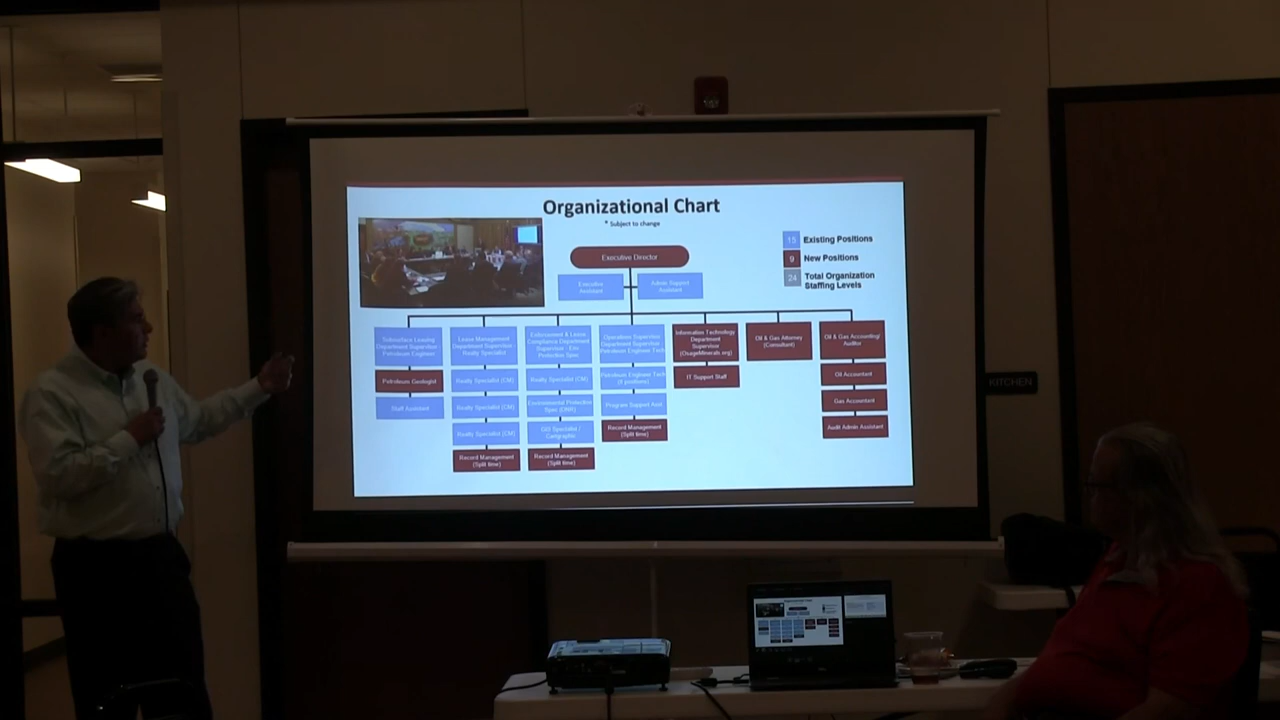 Organizational Chart
* Subject to change
Executive Director
Executive
Assistant
Admin Support
Assistant
15 Existing Positions
9 New Positions
24 Total Organization
Staffing Levels
Subsurface Leasing
Department Supervisor
Petroleum Engineer
Petroleum Geologist
Staff Assistant
Lease Management
Department Supervisor
Realty Specialist
Realty Specialist (CM)
Realty Specialist (CM)
Realty Specialist (CM)
Record Management
(Split time)
Enforcement & Lease
Compliance Department
Supervisor - Env
Protection Spec
Realty Specialist (CM)
Environmental Protection
Spec
GIS Specialist /
Record Management
(Split time)
Operations Supervisor
Department Supervisor -
Petroleum Engineer Tech
Petroleum Engineer Tech
Program Support Asst
Record Management
(Split time)
Information Technology
Department
Supervisor
(OsageMinerals.org)
IT Support Staff
Oil & Gas Attorney
(Consultant)
Oil & Gas Accounting/
Auditor
Oil Accountant
Gas Accountant
Audit Admin Assistant
KITCHEN